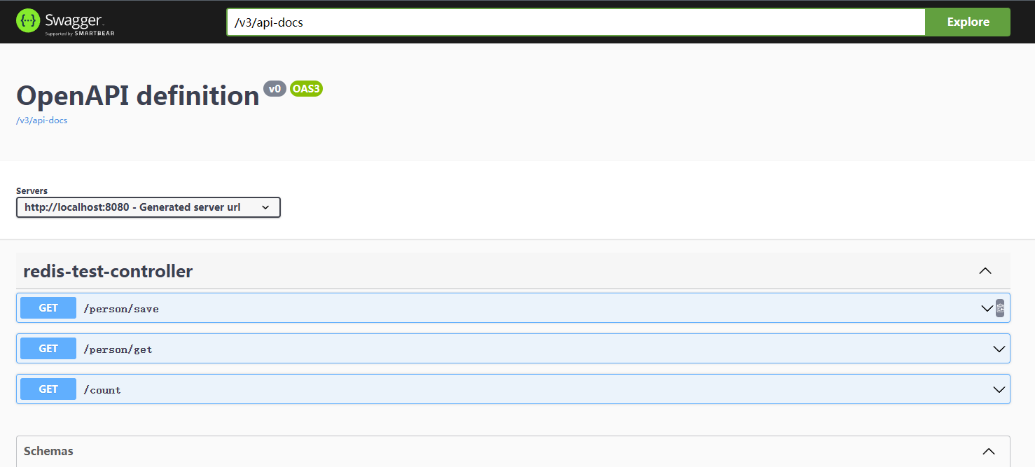 Swagger.
Supported by SMARTBEAR
/v3/api-docs
Explore
OpenAPI definition v0 OAS3
/v3/api-docs
Servers
http://localhost:8080 - Generated server url
redis-test-controller
GET /person/save
GET /person/get
GET /count
Schemas